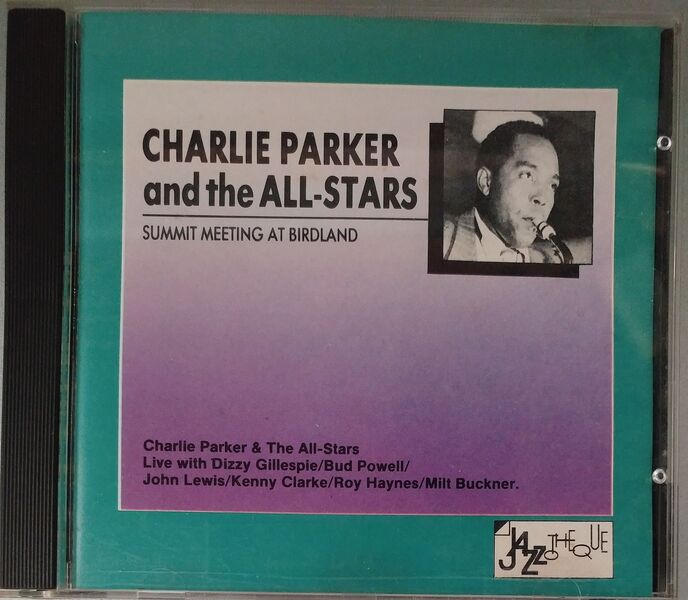 CHARLIE PARKER
and the ALL-STARS
SUMMIT MEETING AT BIRDLAND
Charlie Parker & The All-Stars
Live with Dizzy Gillespie/Bud Powell/
John Lewis/Kenny Clarke/Roy Haynes/Milt Buckner.
JAZZOTHEQUE